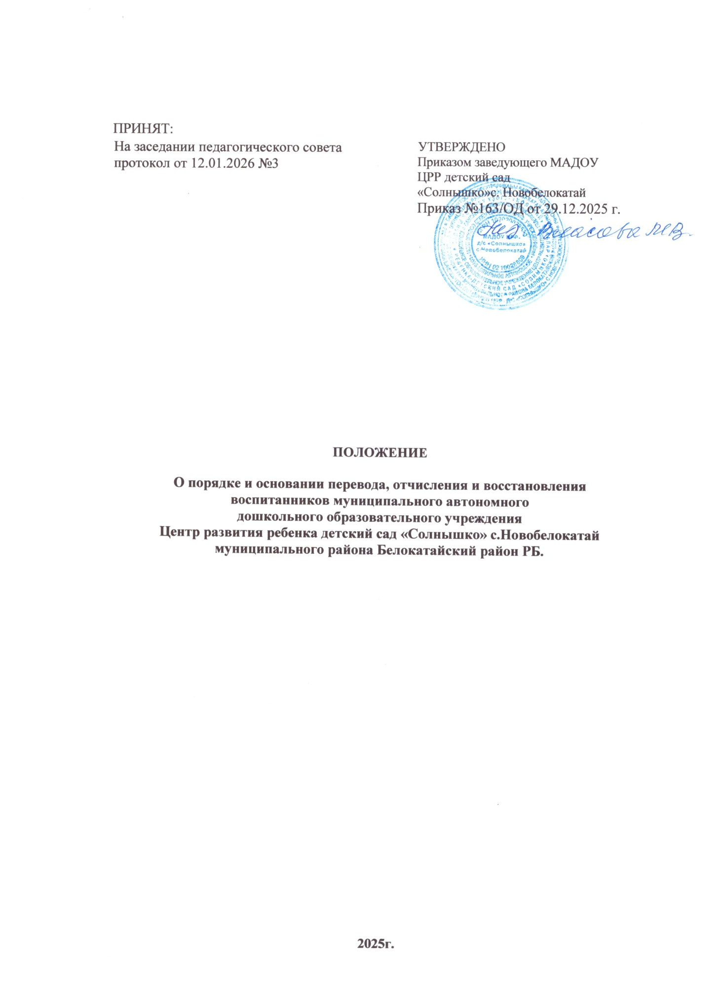 ПРИНЯТ:
На заседании педагогического совета
протокол от 12.01.2026 №3
УТВЕРЖДЕНО
Приказом заведующего МАДОУ
ЦРР детский сад
«Солнышко»с. Новобелокатай
Приказ №163/ОД от 29.12.2025 г.
Власова М.В.
МАДОУ ЦРР-
д/с «Солнышко»
с.Новобелокатай
ПОЛОЖЕНИЕ
О порядке и основании перевода, отчисления и восстановления
воспитанников муниципального автономного
дошкольного образовательного учреждения
Центр развития ребенка детский сад «Солнышко» с.Новобелокатай
муниципального района Белокатайский район РБ.
2025г.